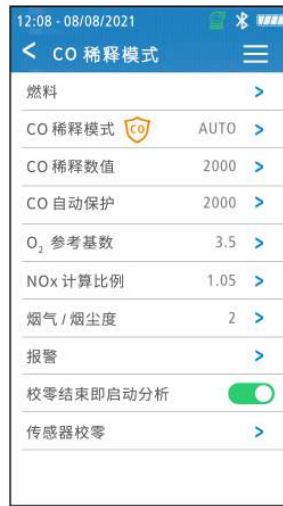 12:08 - 08/08/2021
< CO 稀释模式
燃料 >
CO 稀释模式 CO AUTO >
CO 稀释数值 2000 >
CO 自动保护 2000 >
O₂ 参考基数 3.5 >
NOx 计算比例 1.05 >
烟气 / 烟尘度 2 >
报警 >
校零结束即启动分析
传感器校零 >